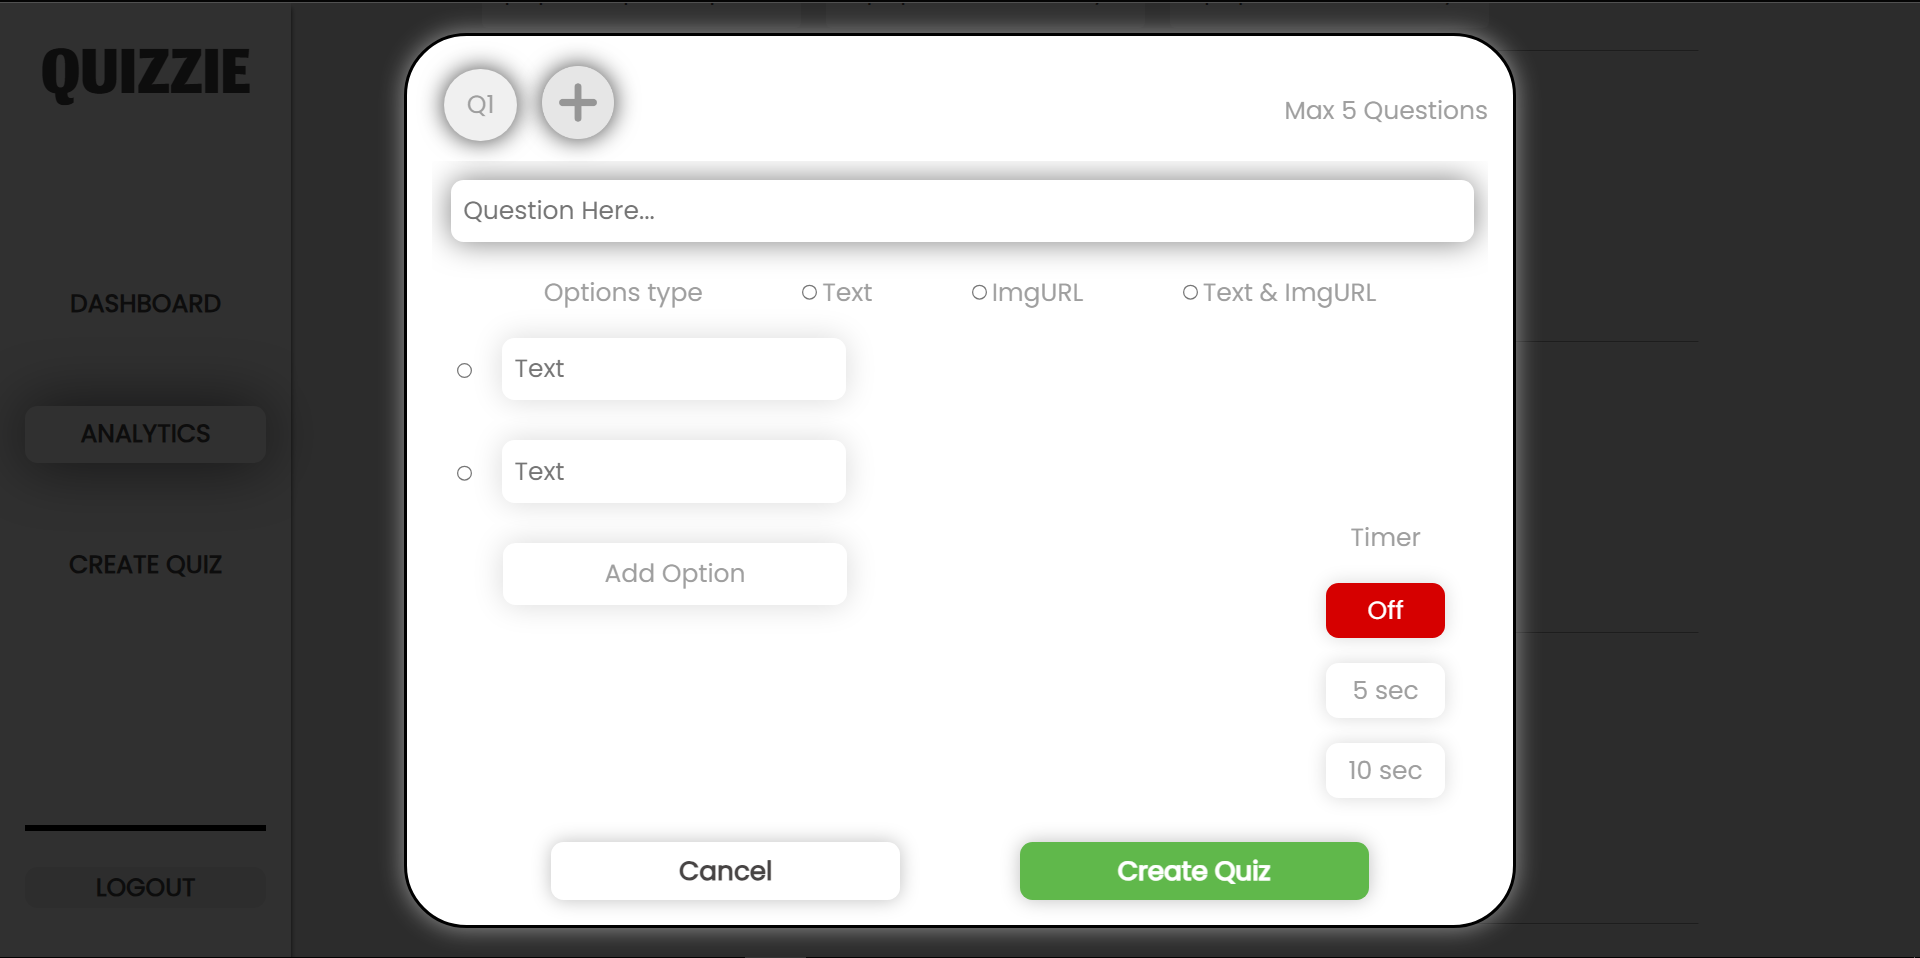 QUIZZIE
DASHBOARD
ANALYTICS
CREATE QUIZ
LOGOUT
Q1
Max 5 Questions
Question Here...
Options type Text ImgURL Text & ImgURL
Text
Text
Add Option
Timer
Off
5 sec
10 sec
Cancel Create Quiz